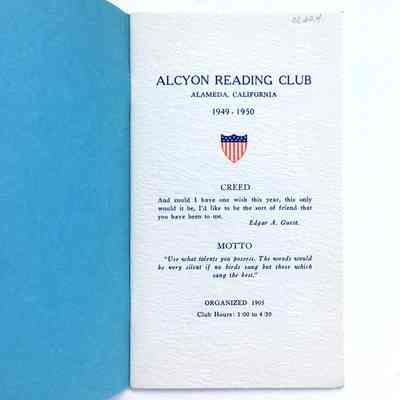 ALCYON READING CLUB
ALAMEDA, CALIFORNIA
1949 - 1950
CREED
And could I have one wish this year, this only
would it be, I'd like to be the sort of friend that
you have been to me.
Edgar A. Guest.
MOTTO
"Use what talents you possess. The woods would
be very silent if no birds sang but those which
sang the best."
ORGANIZED 1905
Club Hours: 1:00 to 4:30